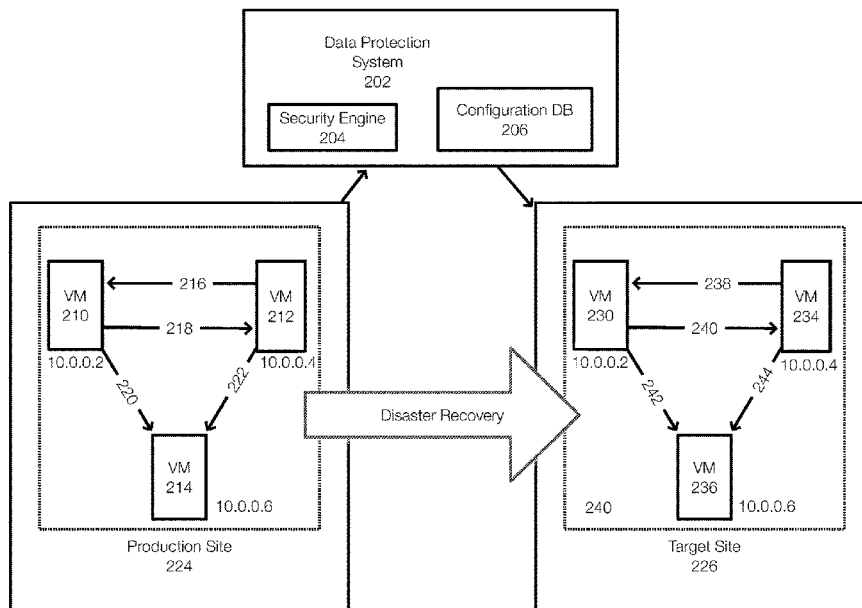 Data Protection
System
202
Security Engine
204
Configuration DB
206
VM
210
216
VM
212
218
10.0.0.2
10.0.0.4
220
222
VM
214
10.0.0.6
Production Site
224
Disaster Recovery
VM
230
238
VM
234
240
10.0.0.2
10.0.0.4
242
244
VM
236
240
10.0.0.6
Target Site
226